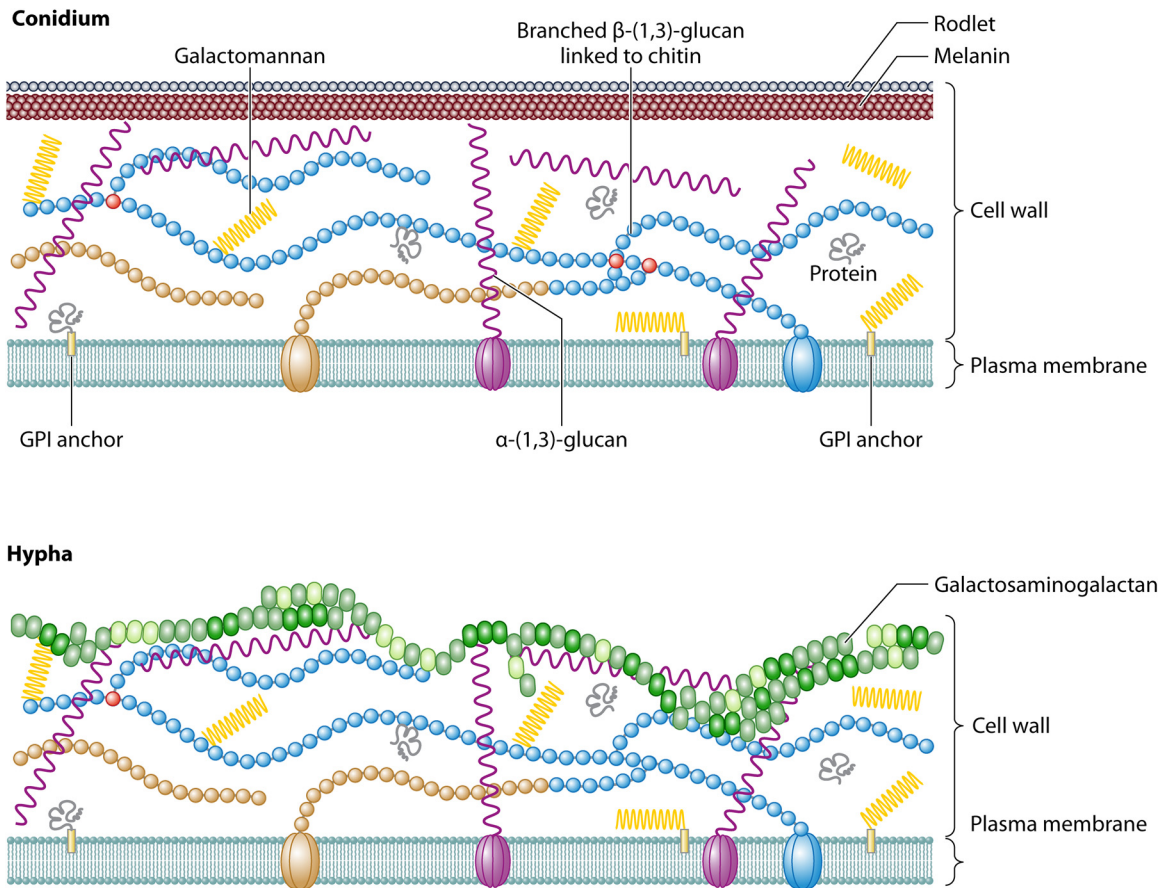 Conidium
Galactomannan
Branched β-(1,3)-glucan
linked to chitin
Rodlet
Melanin
Cell wall
Protein
Plasma membrane
GPI anchor
α-(1,3)-glucan
GPI anchor
Hypha
Galactosaminogalactan
Cell wall
Plasma membrane